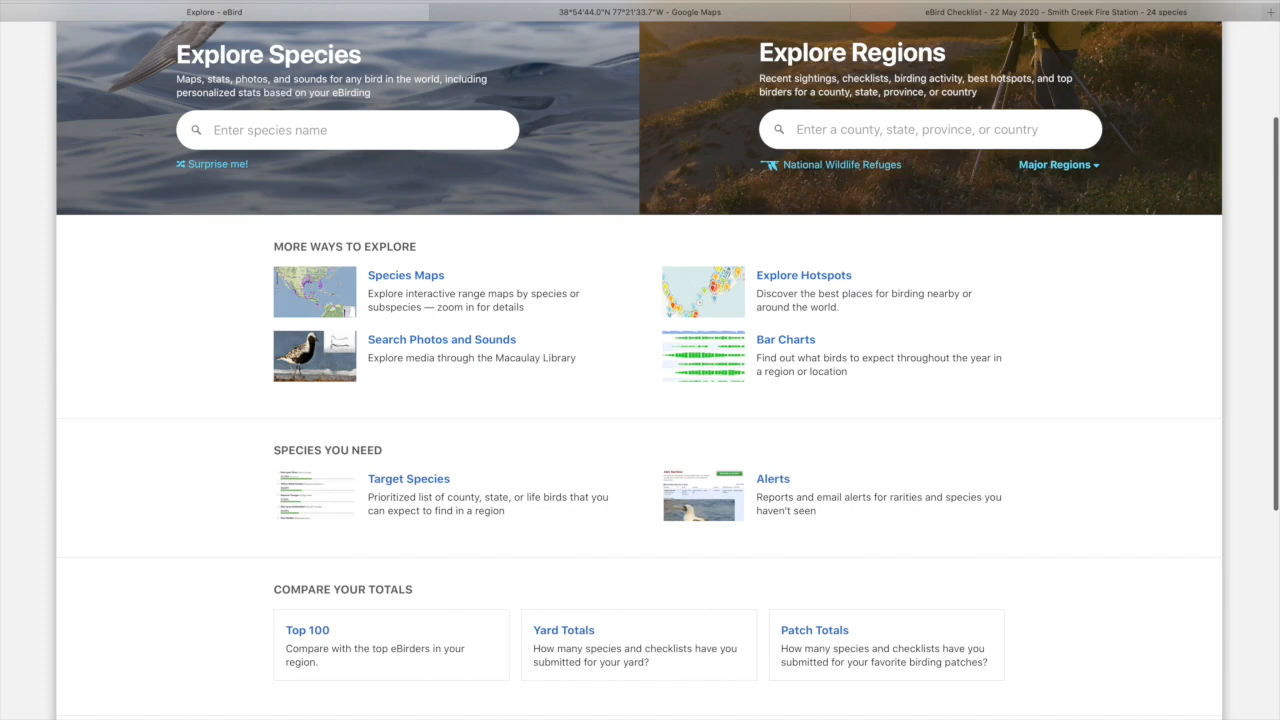 Explore - eBird
38°54'44.0"N 77°21'33.7"W - Google Maps
eBird Checklist - 22 May 2020 - Smith Creek Fire Station - 24 species
Explore Species
Maps, stats, photos, and sounds for any bird in the world, including
personalized stats based on your eBirding
Enter species name
Surprise me!
Explore Regions
Recent sightings, checklists, birding activity, best hotspots, and top
birders for a county, state, province, or country
Enter a county, state, province, or country
National Wildlife Refuges
Major Regions
MORE WAYS TO EXPLORE
Species Maps
Explore interactive range maps by species or
subspecies — zoom in for details
Explore Hotspots
Discover the best places for birding nearby or
around the world.
Search Photos and Sounds
Explore media through the Macaulay Library
Bar Charts
Find out what birds to expect throughout the year in
a region or location
SPECIES YOU NEED
Target Species
Prioritized list of county, state, or life birds that you
can expect to find in a region
Alerts
Reports and email alerts for rarities and species you
haven't seen
COMPARE YOUR TOTALS
Top 100
Compare with the top eBirders in your
region.
Yard Totals
How many species and checklists have you
submitted for your yard?
Patch Totals
How many species and checklists have you
submitted for your favorite birding patches?